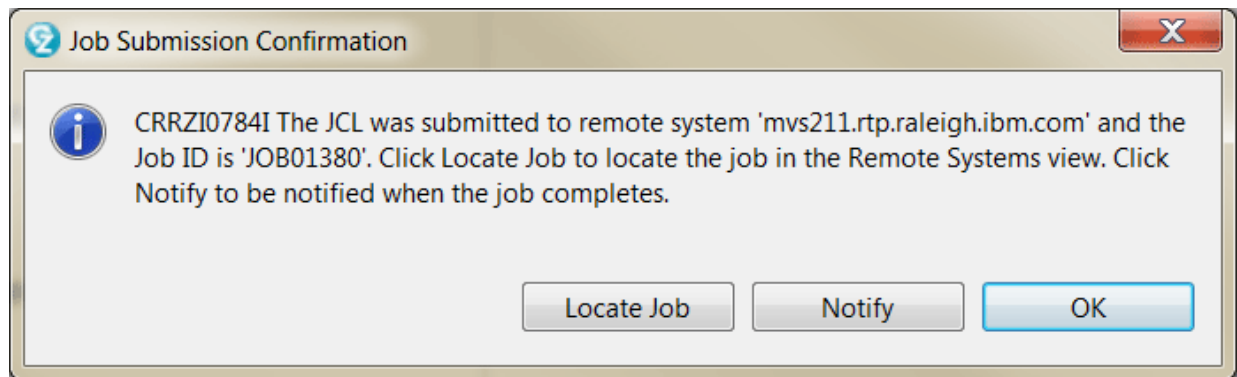 Job Submission Confirmation
CRRZI0784I The JCL was submitted to remote system 'mvs211.rtp.raleigh.ibm.com' and the
Job ID is 'JOB01380'. Click Locate Job to locate the job in the Remote Systems view. Click
Notify to be notified when the job completes.
Locate Job Notify OK